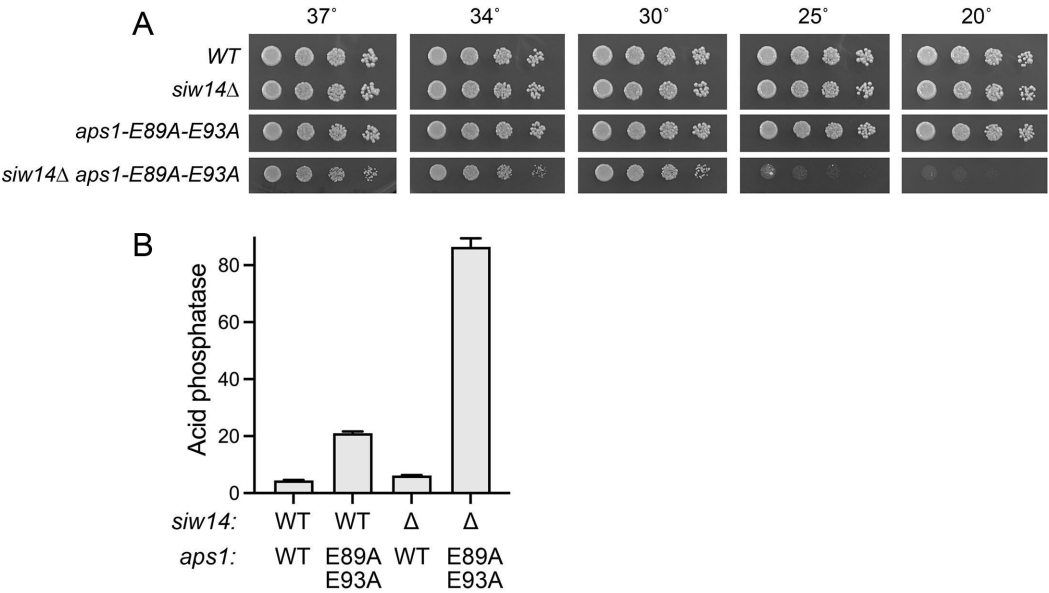 A
37˚ 34˚ 30˚ 25˚ 20˚
WT
siw14Δ
aps1-E89A-E93A
siw14Δ aps1-E89A-E93A
B
Acid phosphatase
80
60
40
20
0
siw14: WT WT Δ Δ
aps1: WT E89A WT E89A
E93A E93A